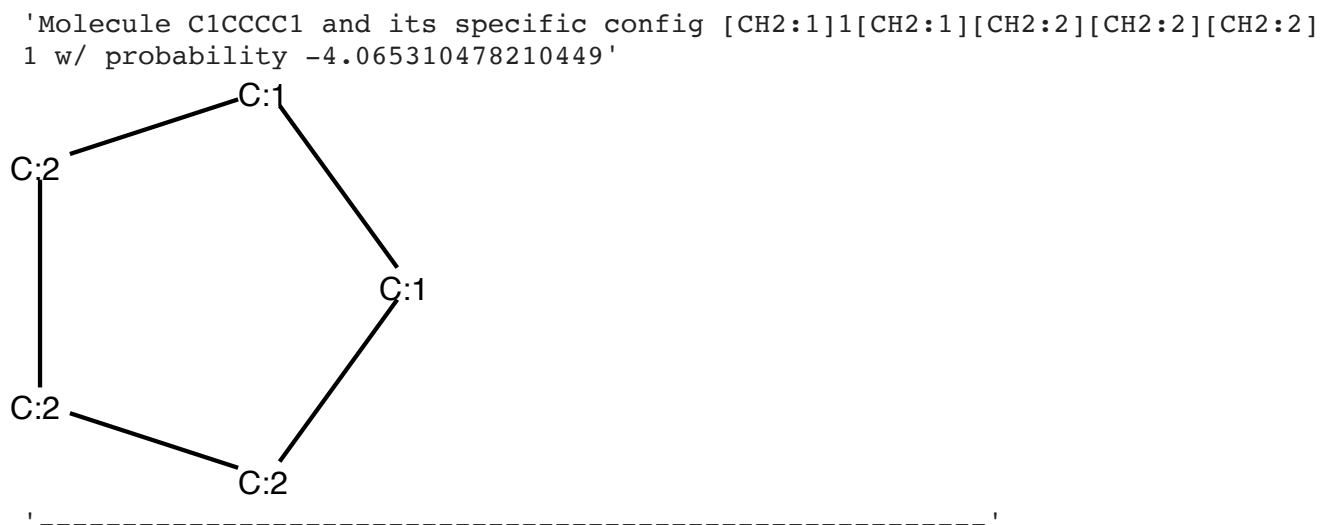 'Molecule C1CCCC1 and its specific config [CH2:1]1[CH2:1][CH2:2][CH2:2][CH2:2]
1 w/ probability -4.065310478210449'
C:1
C:2
C:1
C:2
C:2
'_________________________________________________________'